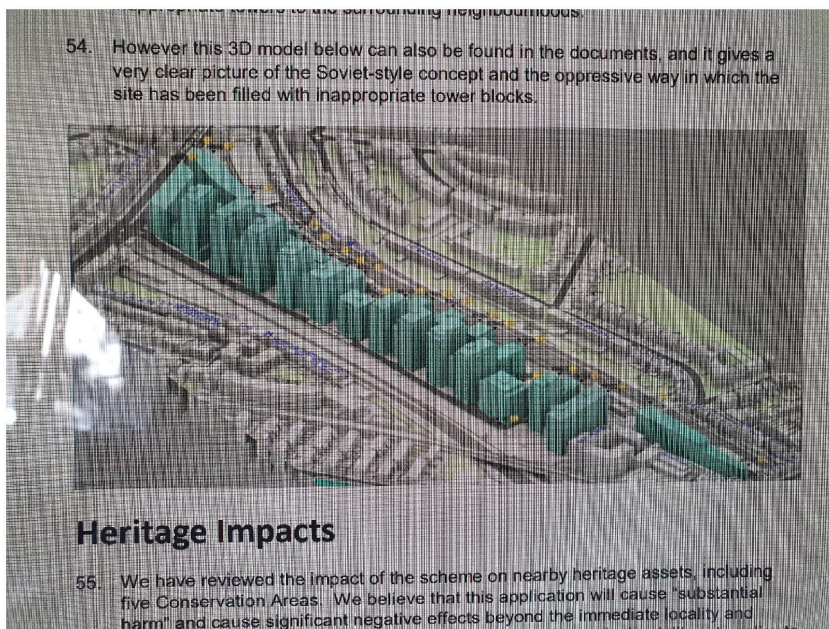 54. However this 3D model below can also be found in the documents, and it gives a
very clear picture of the Soviet-style concept and the oppressive way in which the
site has been filled with inappropriate tower blocks.
Heritage Impacts
55. We have reviewed the impact of the scheme on nearby heritage assets, including
five Conservation Areas. We believe that this application will cause "substantial
harm" and cause significant negative effects beyond the immediate locality and